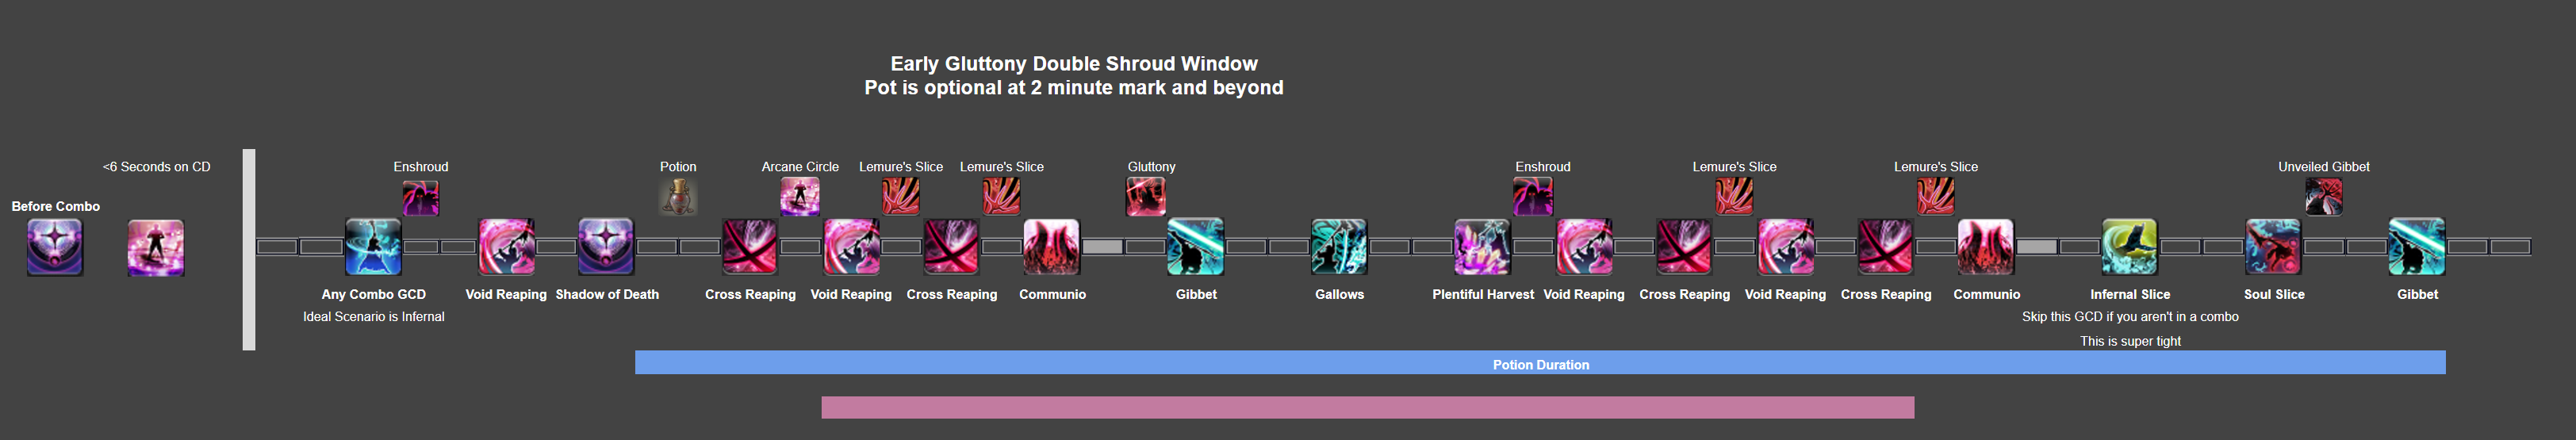 Early Gluttony Double Shroud Window
Pot is optional at 2 minute mark and beyond
<6 Seconds on CD
Enshroud
Potion
Arcane Circle
Lemure's Slice
Lemure's Slice
Gluttony
Enshroud
Lemure's Slice
Lemure's Slice
Unveiled Gibbet
Before Combo
Any Combo GCD
Void Reaping
Shadow of Death
Cross Reaping
Void Reaping
Cross Reaping
Communio
Gibbet
Gallows
Plentiful Harvest
Void Reaping
Cross Reaping
Void Reaping
Cross Reaping
Communio
Infernal Slice
Soul Slice
Gibbet
Ideal Scenario is Infernal
Skip this GCD if you aren't in a combo
This is super tight
Potion Duration